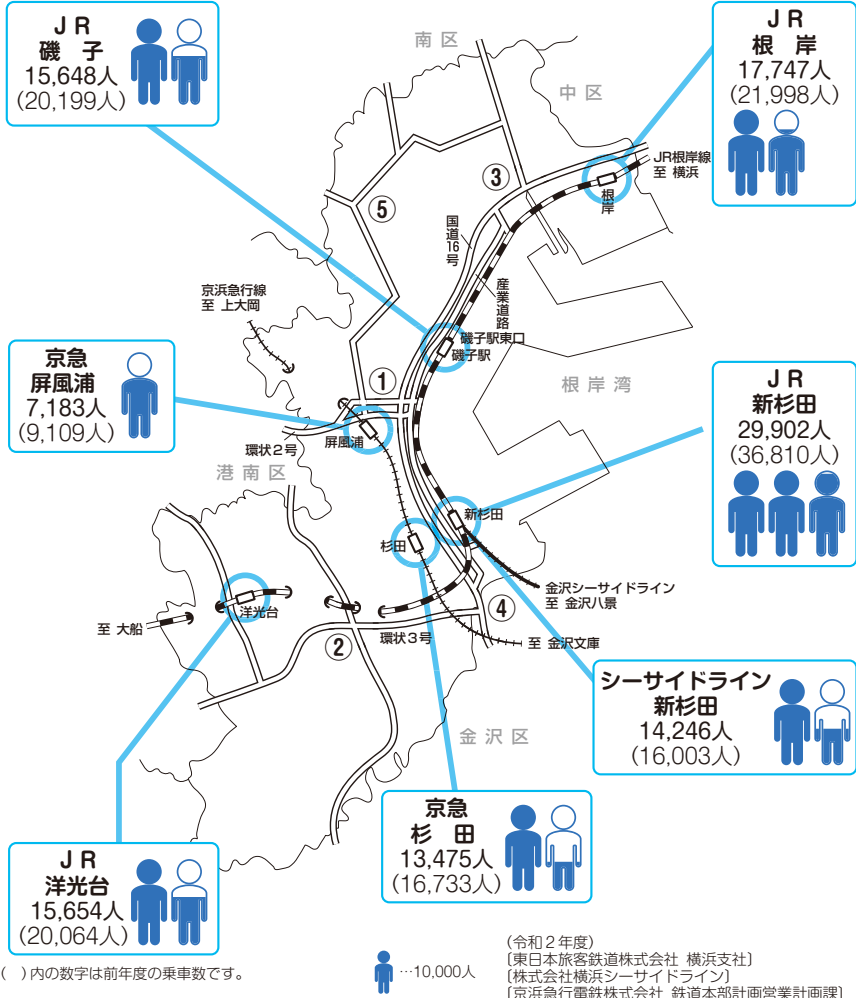 JR
磯 子
15,648人
(20,199人)
JR
根 岸
17,747人
(21,998人)
南区
中区
JR根岸線
至 横浜
根岸
③
⑤
国道16号
産業道路
京浜急行線
至 上大岡
磯子駅東口
磯子駅
京急
屏風浦
7,183人
(9,109人)
①
根岸湾
JR
新杉田
29,902人
(36,810人)
環状2号
屏風浦
港南区
新杉田
杉田
金沢シーサイドライン
至 金沢八景
洋光台
至 大船
④
②
環状3号
至 金沢文庫
シーサイドライン
新杉田
14,246人
(16,003人)
金沢区
京急
杉 田
13,475人
(16,733人)
JR
洋光台
15,654人
(20,064人)
( )内の数字は前年度の乗車数です。
…10,000人
(令和2年度)
[東日本旅客鉄道株式会社 横浜支社]
[株式会社横浜シーサイドライン]
[京浜急行電鉄株式会社 鉄道本部計画営業計画課]